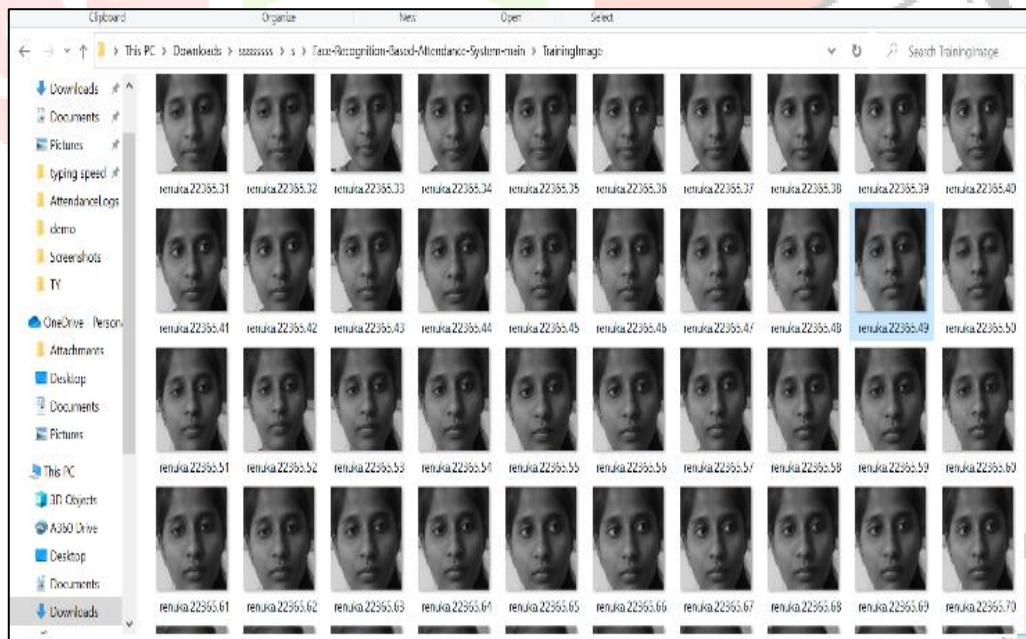 Clipboard Organize New Open Select
This PC > Downloads > sssssssss > s > Face-Recognition-Based-Attendance-System-main > TrainingImage
Search TrainingImage
Downloads
Documents
Pictures
typing speed
AttendanceLogs
demo
Screenshots
TY
OneDrive Person
Attachments
Desktop
Documents
Pictures
This PC
3D Objects
A360 Drive
Desktop
Documents
Downloads
renuka.22365.31 renuka.22365.32 renuka.22365.33 renuka.22365.34 renuka.22365.35 renuka.22365.36 renuka.22365.37 renuka.22365.38 renuka.22365.39 renuka.22365.40
renuka.22365.41 renuka.22365.42 renuka.22365.43 renuka.22365.44 renuka.22365.45 renuka.22365.46 renuka.22365.47 renuka.22365.48 renuka.22365.49 renuka.22365.50
renuka.22365.51 renuka.22365.52 renuka.22365.53 renuka.22365.54 renuka.22365.55 renuka.22365.56 renuka.22365.57 renuka.22365.58 renuka.22365.59 renuka.22365.60
renuka.22365.61 renuka.22365.62 renuka.22365.63 renuka.22365.64 renuka.22365.65 renuka.22365.66 renuka.22365.67 renuka.22365.68 renuka.22365.69 renuka.22365.70